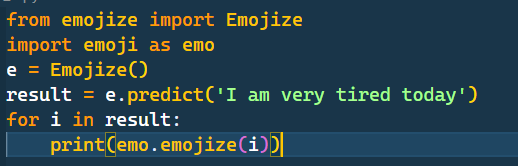 from emojize import Emojize
import emoji as emo
e = Emojize()
result = e.predict('I am very tired today')
for i in result:
    print(emo.emojize(i))